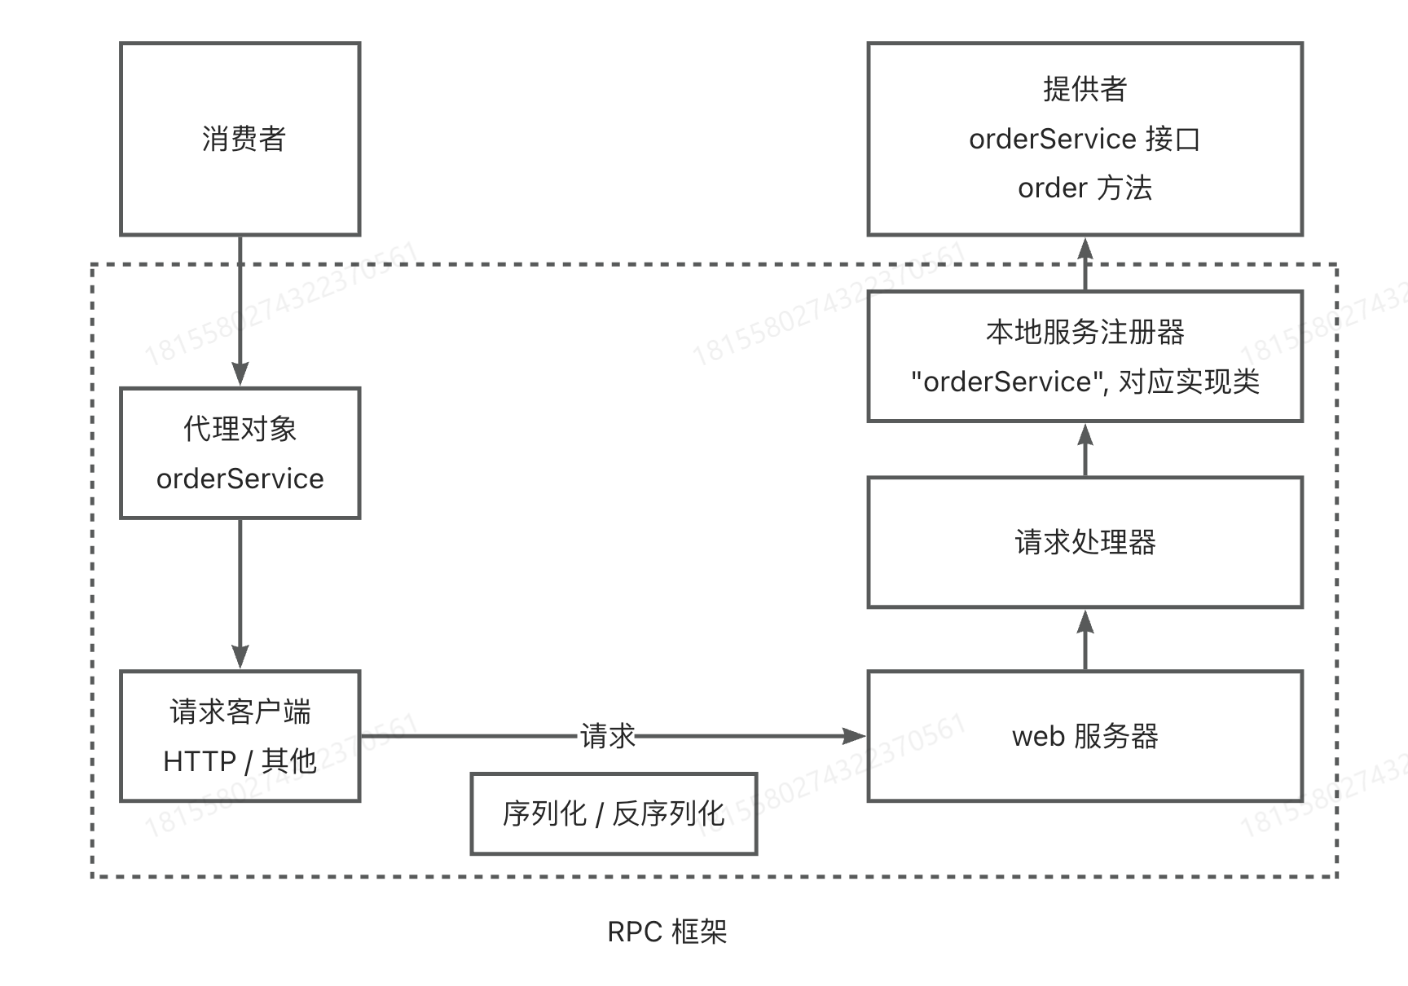 消费者
提供者
orderService 接口
order 方法
代理对象
orderService
本地服务注册器
"orderService", 对应实现类
请求处理器
请求客户端
HTTP / 其他
请求
web 服务器
序列化 / 反序列化
RPC 框架
1815580274322370561
1815580274322370561
1815580274322370561
1815580274322370561